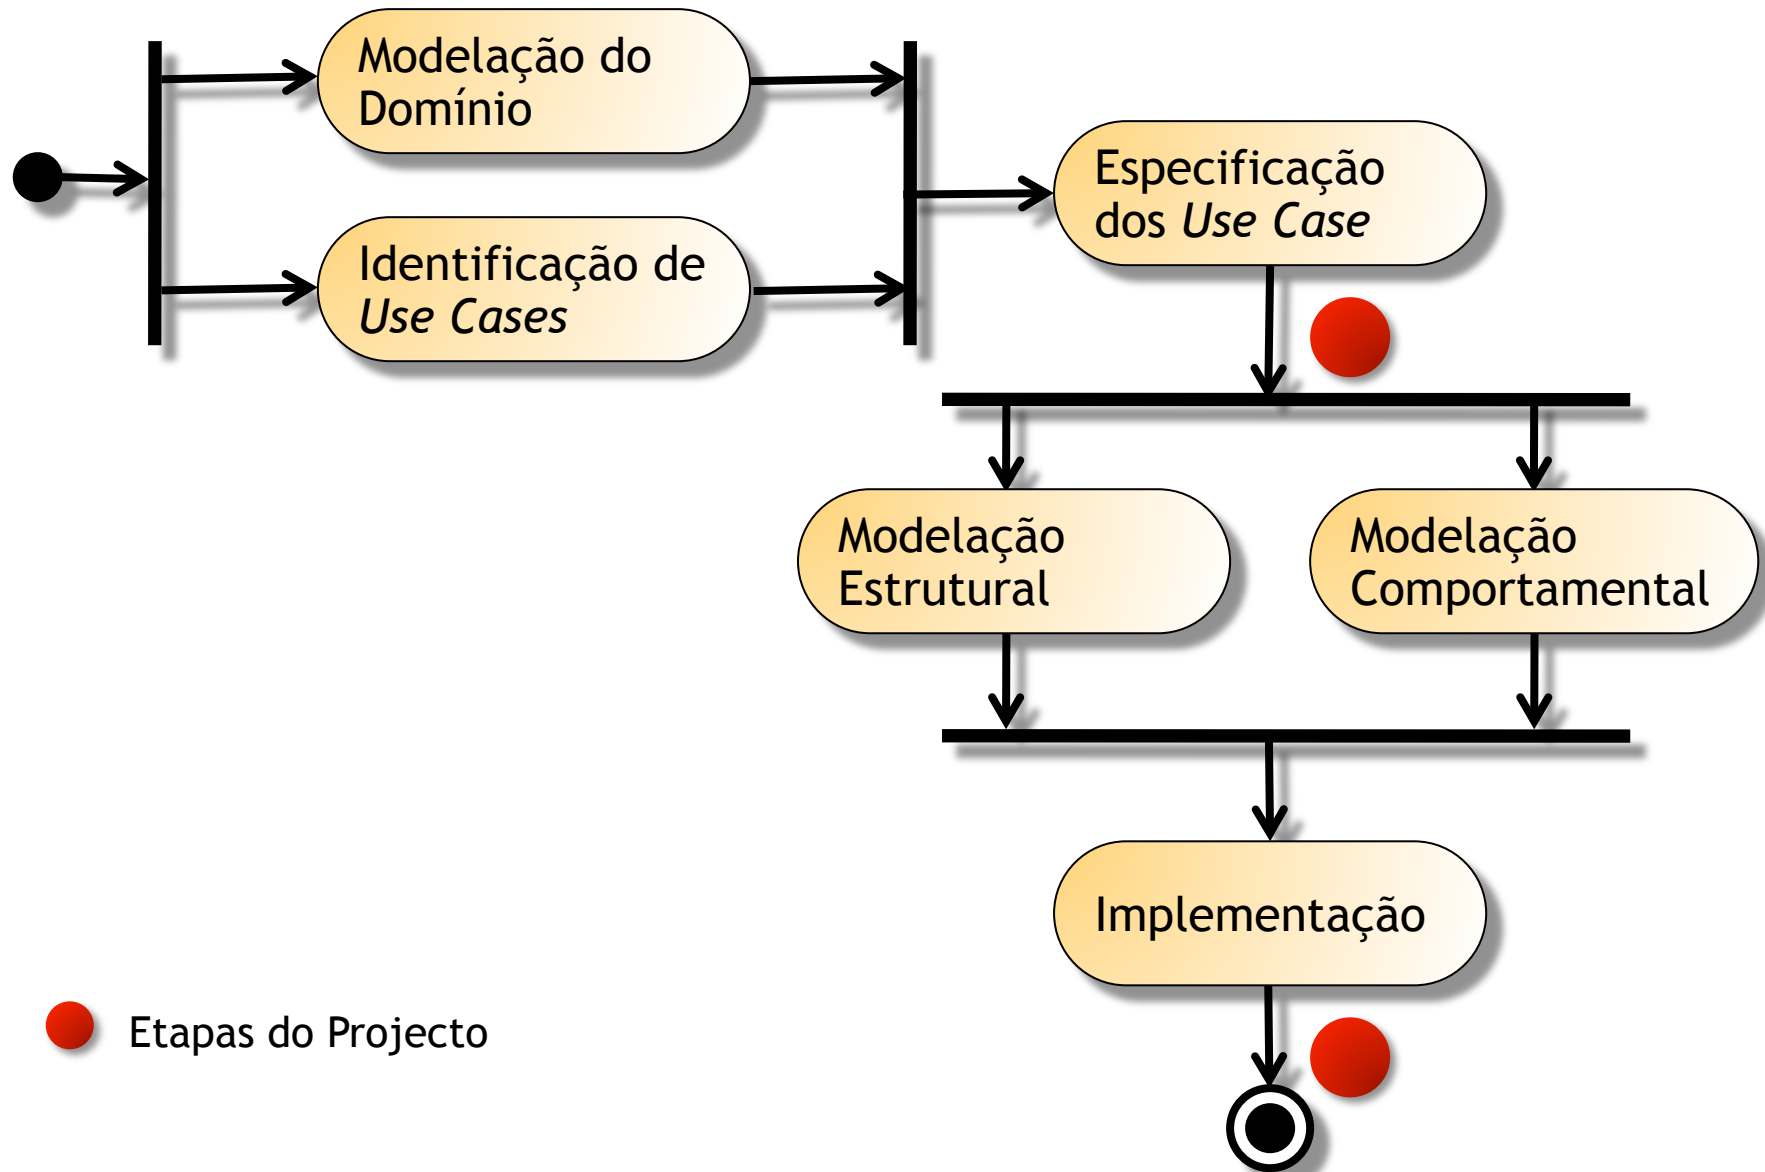 Modelação do
Domínio
Identificação de
Use Cases
Especificação
dos Use Case
Modelação
Estrutural
Modelação
Comportamental
Implementação
Etapas do Projecto